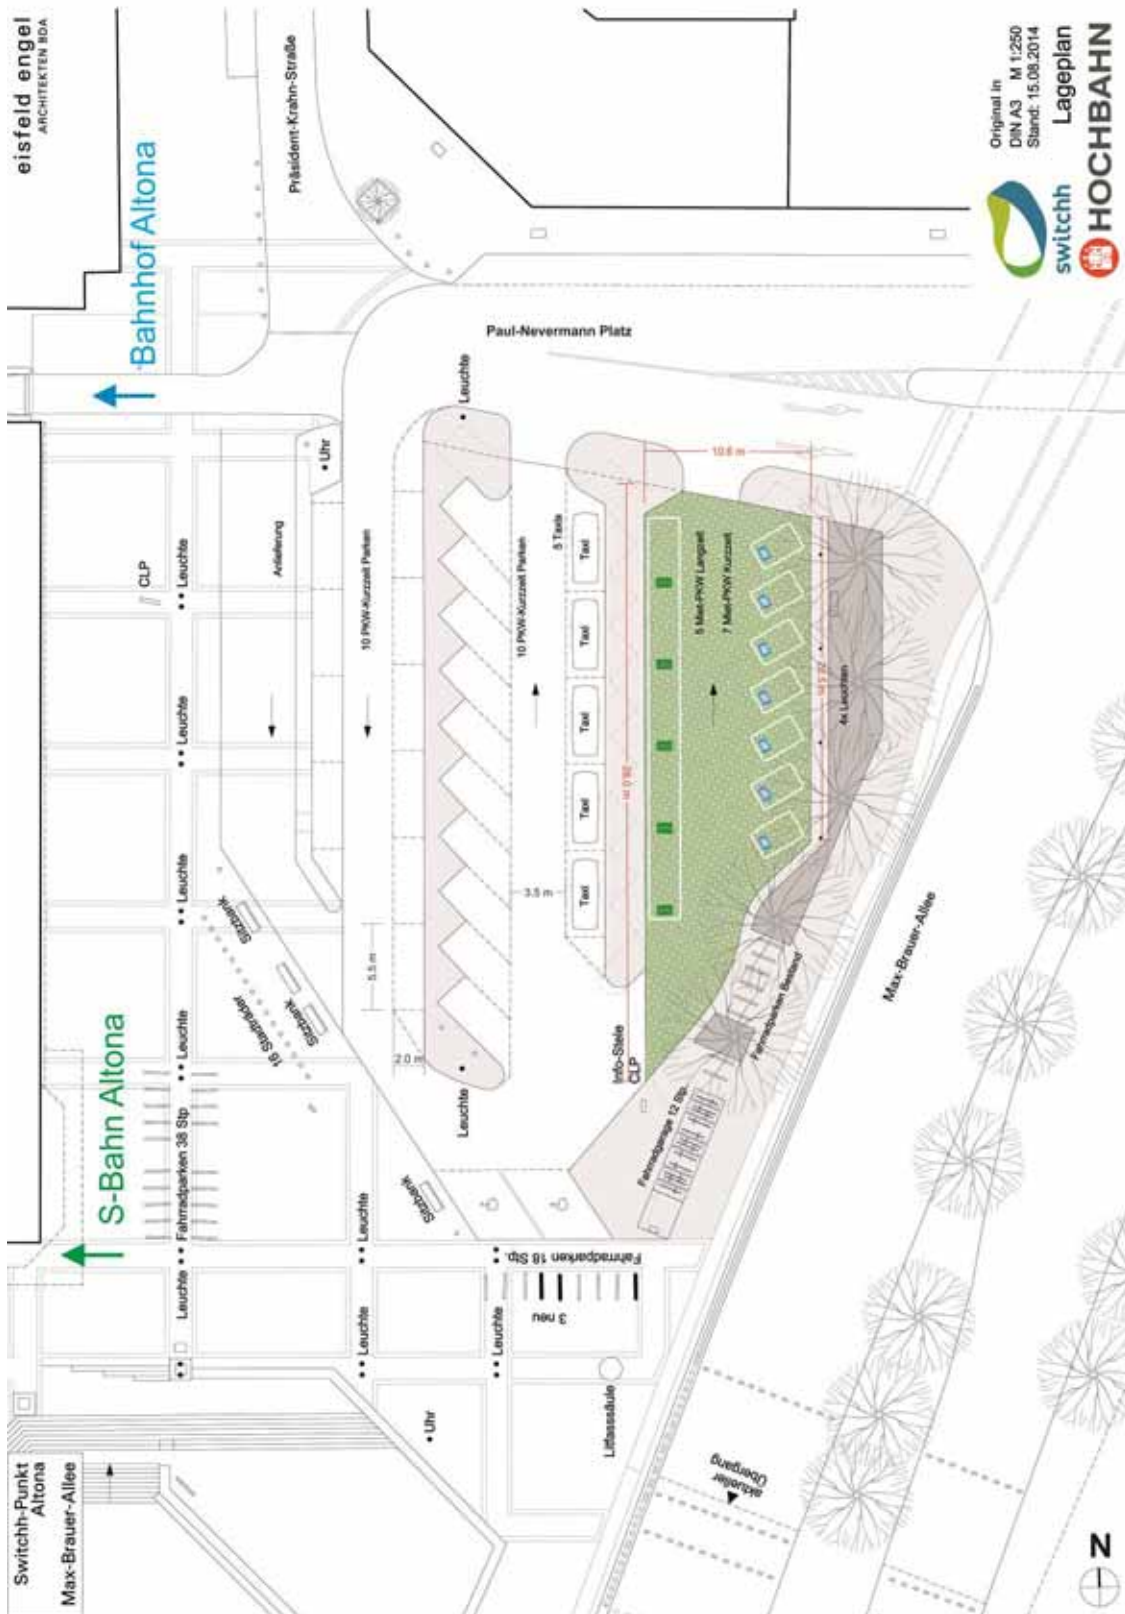 Switchh-Punkt
Altona
Max-Brauer-Allee
S-Bahn Altona
Bahnhof Altona
eisfeld engel
ARCHITEKTEN BDA
Präsident-Krahn-Straße
Paul-Nevermann Platz
Leuchte
Fahrradparken 38 Stp
Leuchte
Leuchte
Leuchte
Leuchte
CLP
Uhr
Anlieferung
Sitzbank
Sitzbank
Sitzbank
16 Stadträder
Sitzbank
10 PKW-Kurzzeit Parken
5.5 m
2.0 m
Leuchte
Leuchte
10 PKW-Kurzzeit Parken
3.5 m
5 Taxis
Taxi
Taxi
Taxi
Taxi
Taxi
Info-Stele
CLP
10.6 m
5 Miet-PKW Langzeit
7 Miet-PKW Kurzzeit
4x Leuchten
Fahrradparken Bestand
Fahrradgarage 12 Stp.
Leuchte
Leuchte
Leuchte
Leuchte
Fahrradparken 18 Stp.
3 neu
Uhr
Litfasssäule
aktueller
Übergang
Max-Brauer-Allee
N
Original in
DIN A3 M 1:250
Stand: 15.08.2014
Lageplan
switchh
HOCHBAHN